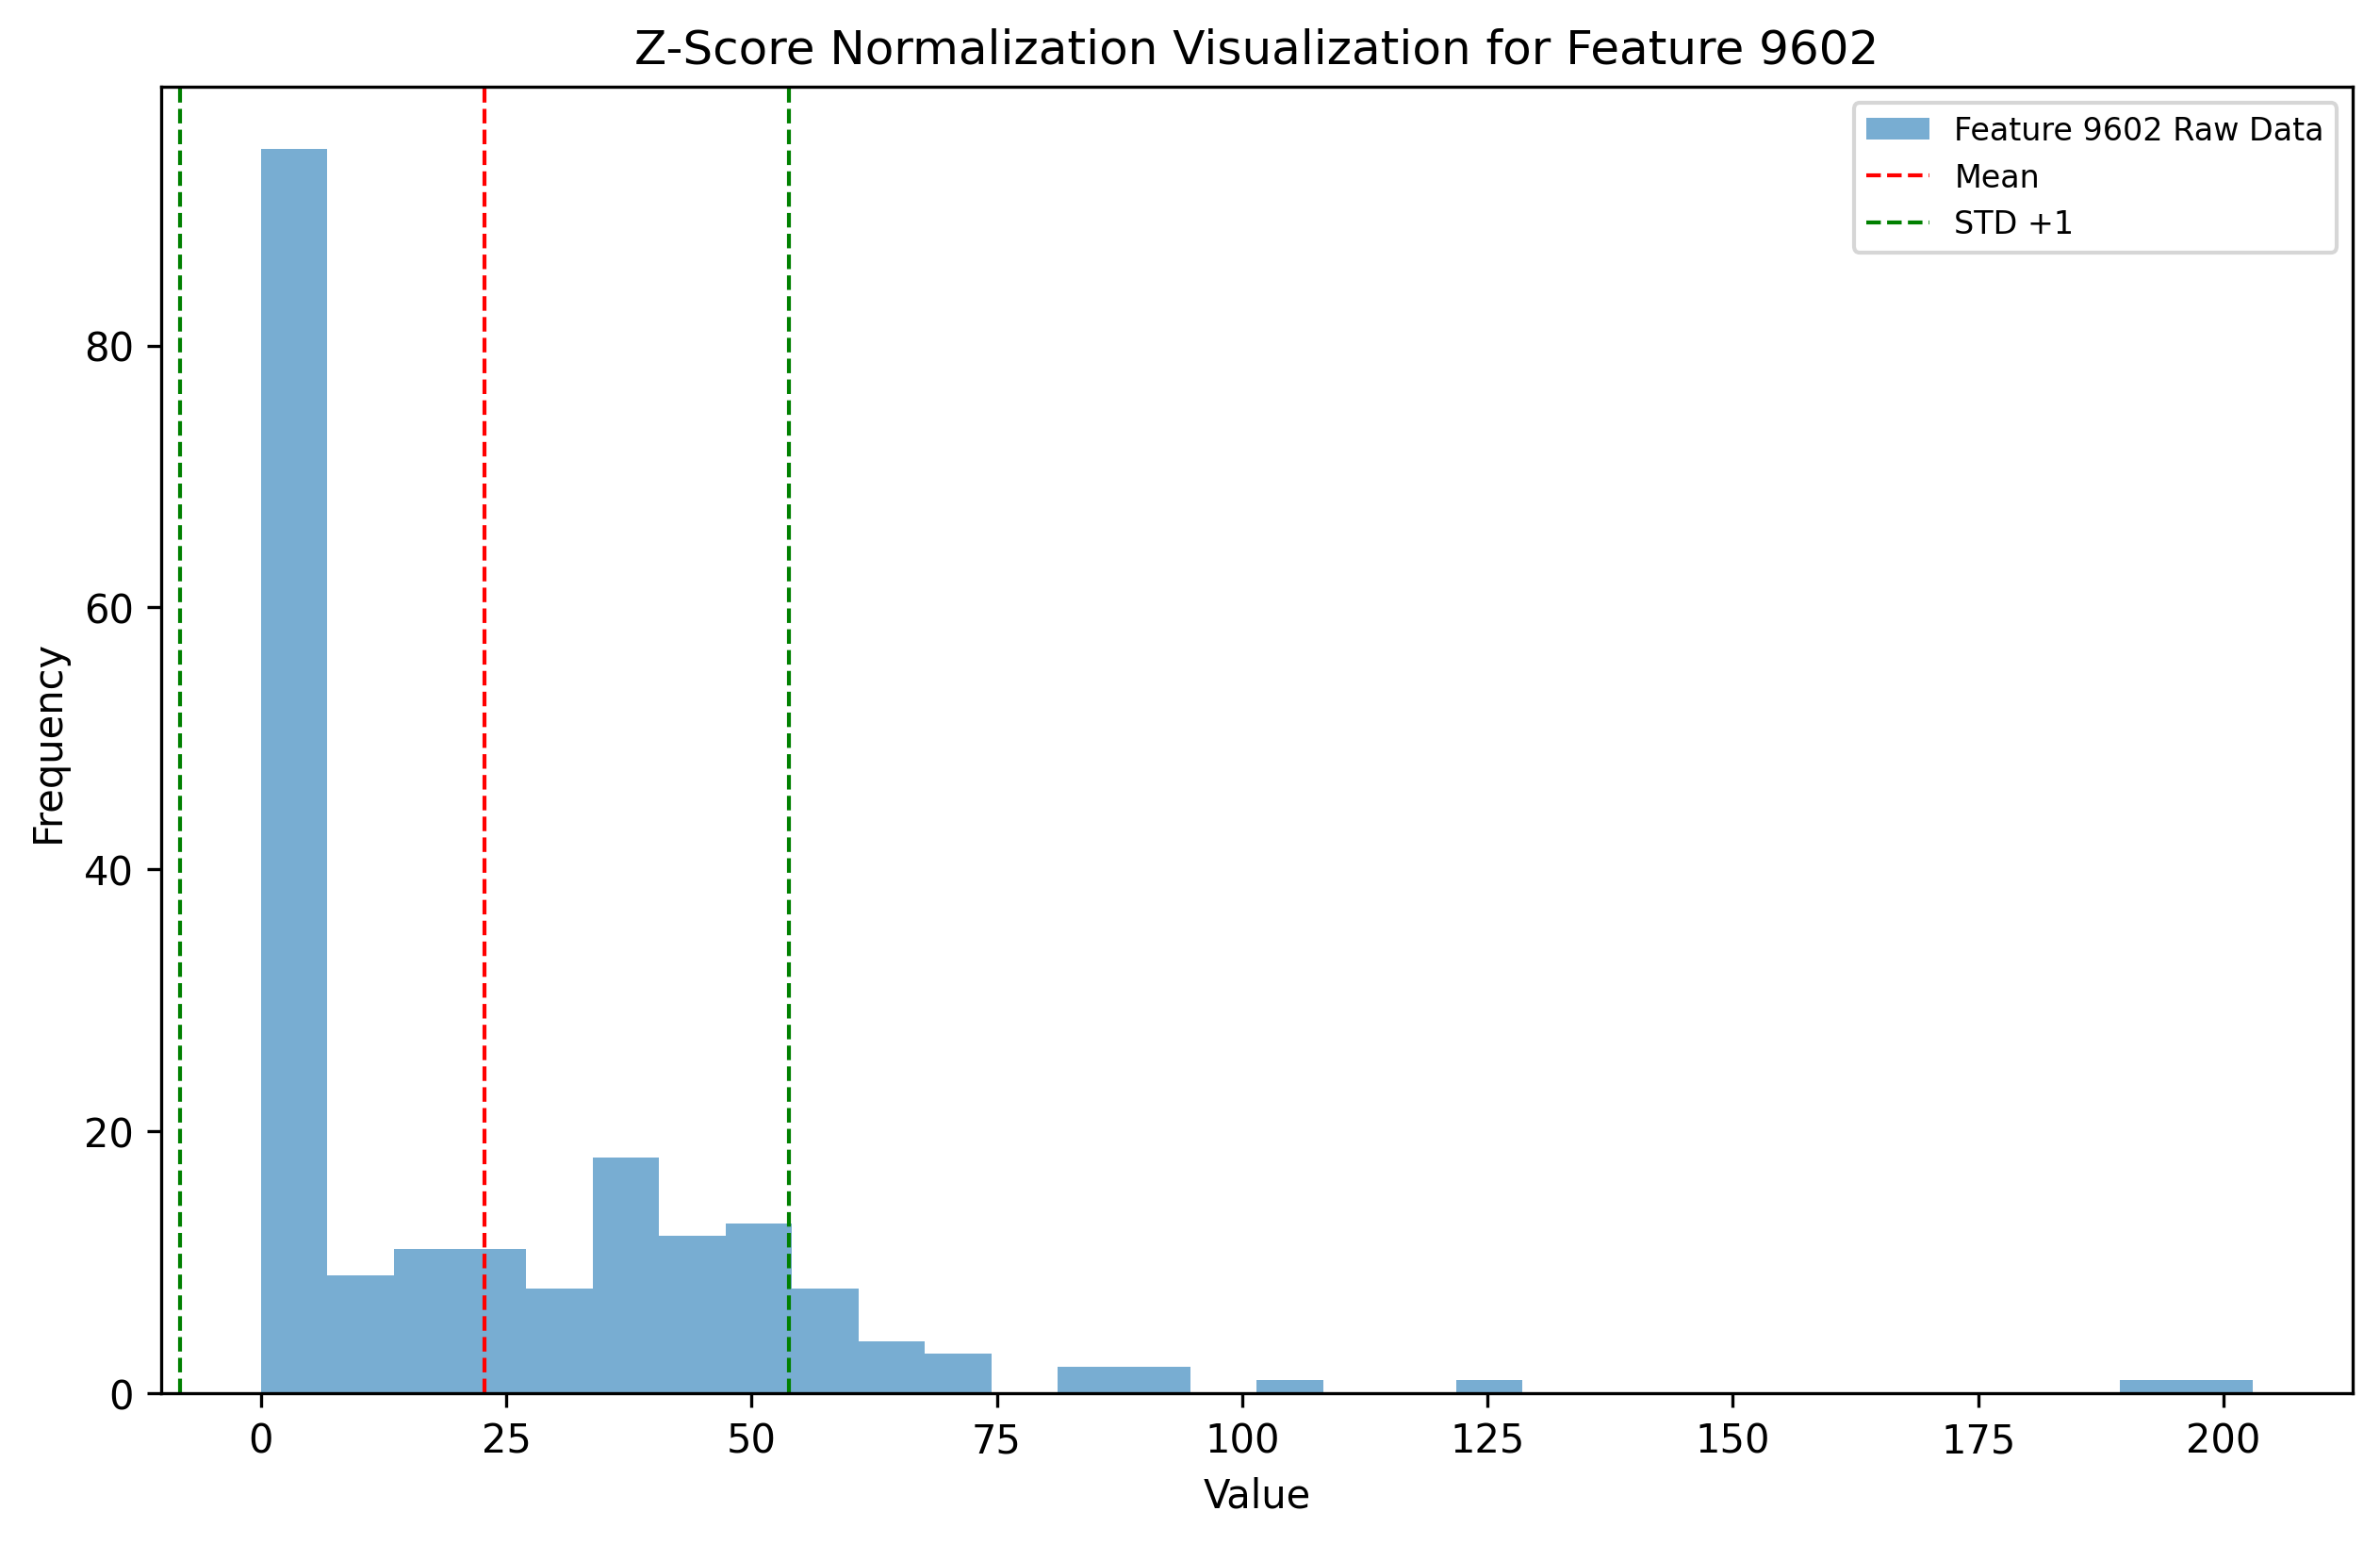 Z-Score Normalization Visualization for Feature 9602
Feature 9602 Raw Data
Mean
STD +1
80
60
40
20
0
Frequency
0 25 50 75 100 125 150 175 200
Value